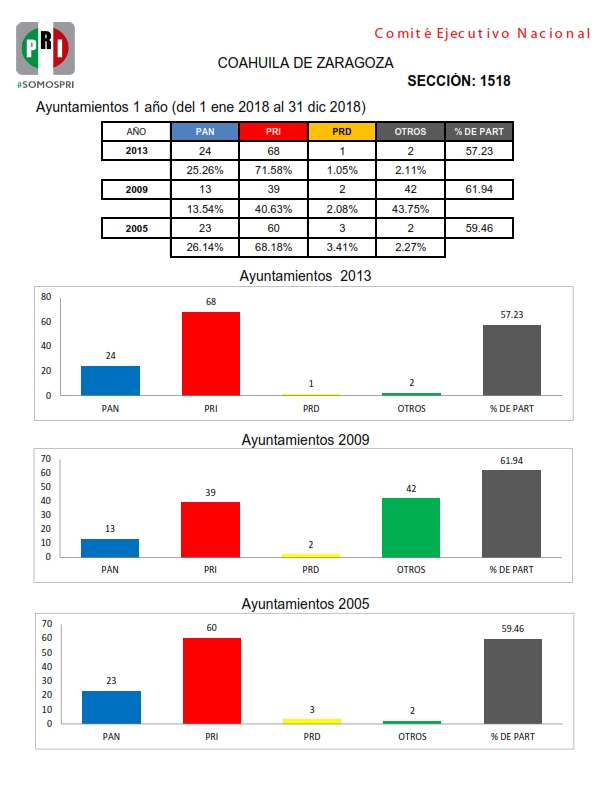 Comité Ejecutivo Nacional
PRI
#SOMOSPRI
COAHUILA DE ZARAGOZA
SECCIÓN: 1518
Ayuntamientos 1 año (del 1 ene 2018 al 31 dic 2018)
AÑO PAN PRI PRD OTROS % DE PART
2013 24 68 1 2 57.23
25.26% 71.58% 1.05% 2.11%
2009 13 39 2 42 61.94
13.54% 40.63% 2.08% 43.75%
2005 23 60 3 2 59.46
26.14% 68.18% 3.41% 2.27%
Ayuntamientos 2013
80
60
40
20
0
24 68 1 2 57.23
PAN PRI PRD OTROS % DE PART
Ayuntamientos 2009
70
60
50
40
30
20
10
0
13 39 2 42 61.94
PAN PRI PRD OTROS % DE PART
Ayuntamientos 2005
70
60
50
40
30
20
10
0
23 60 3 2 59.46
PAN PRI PRD OTROS % DE PART